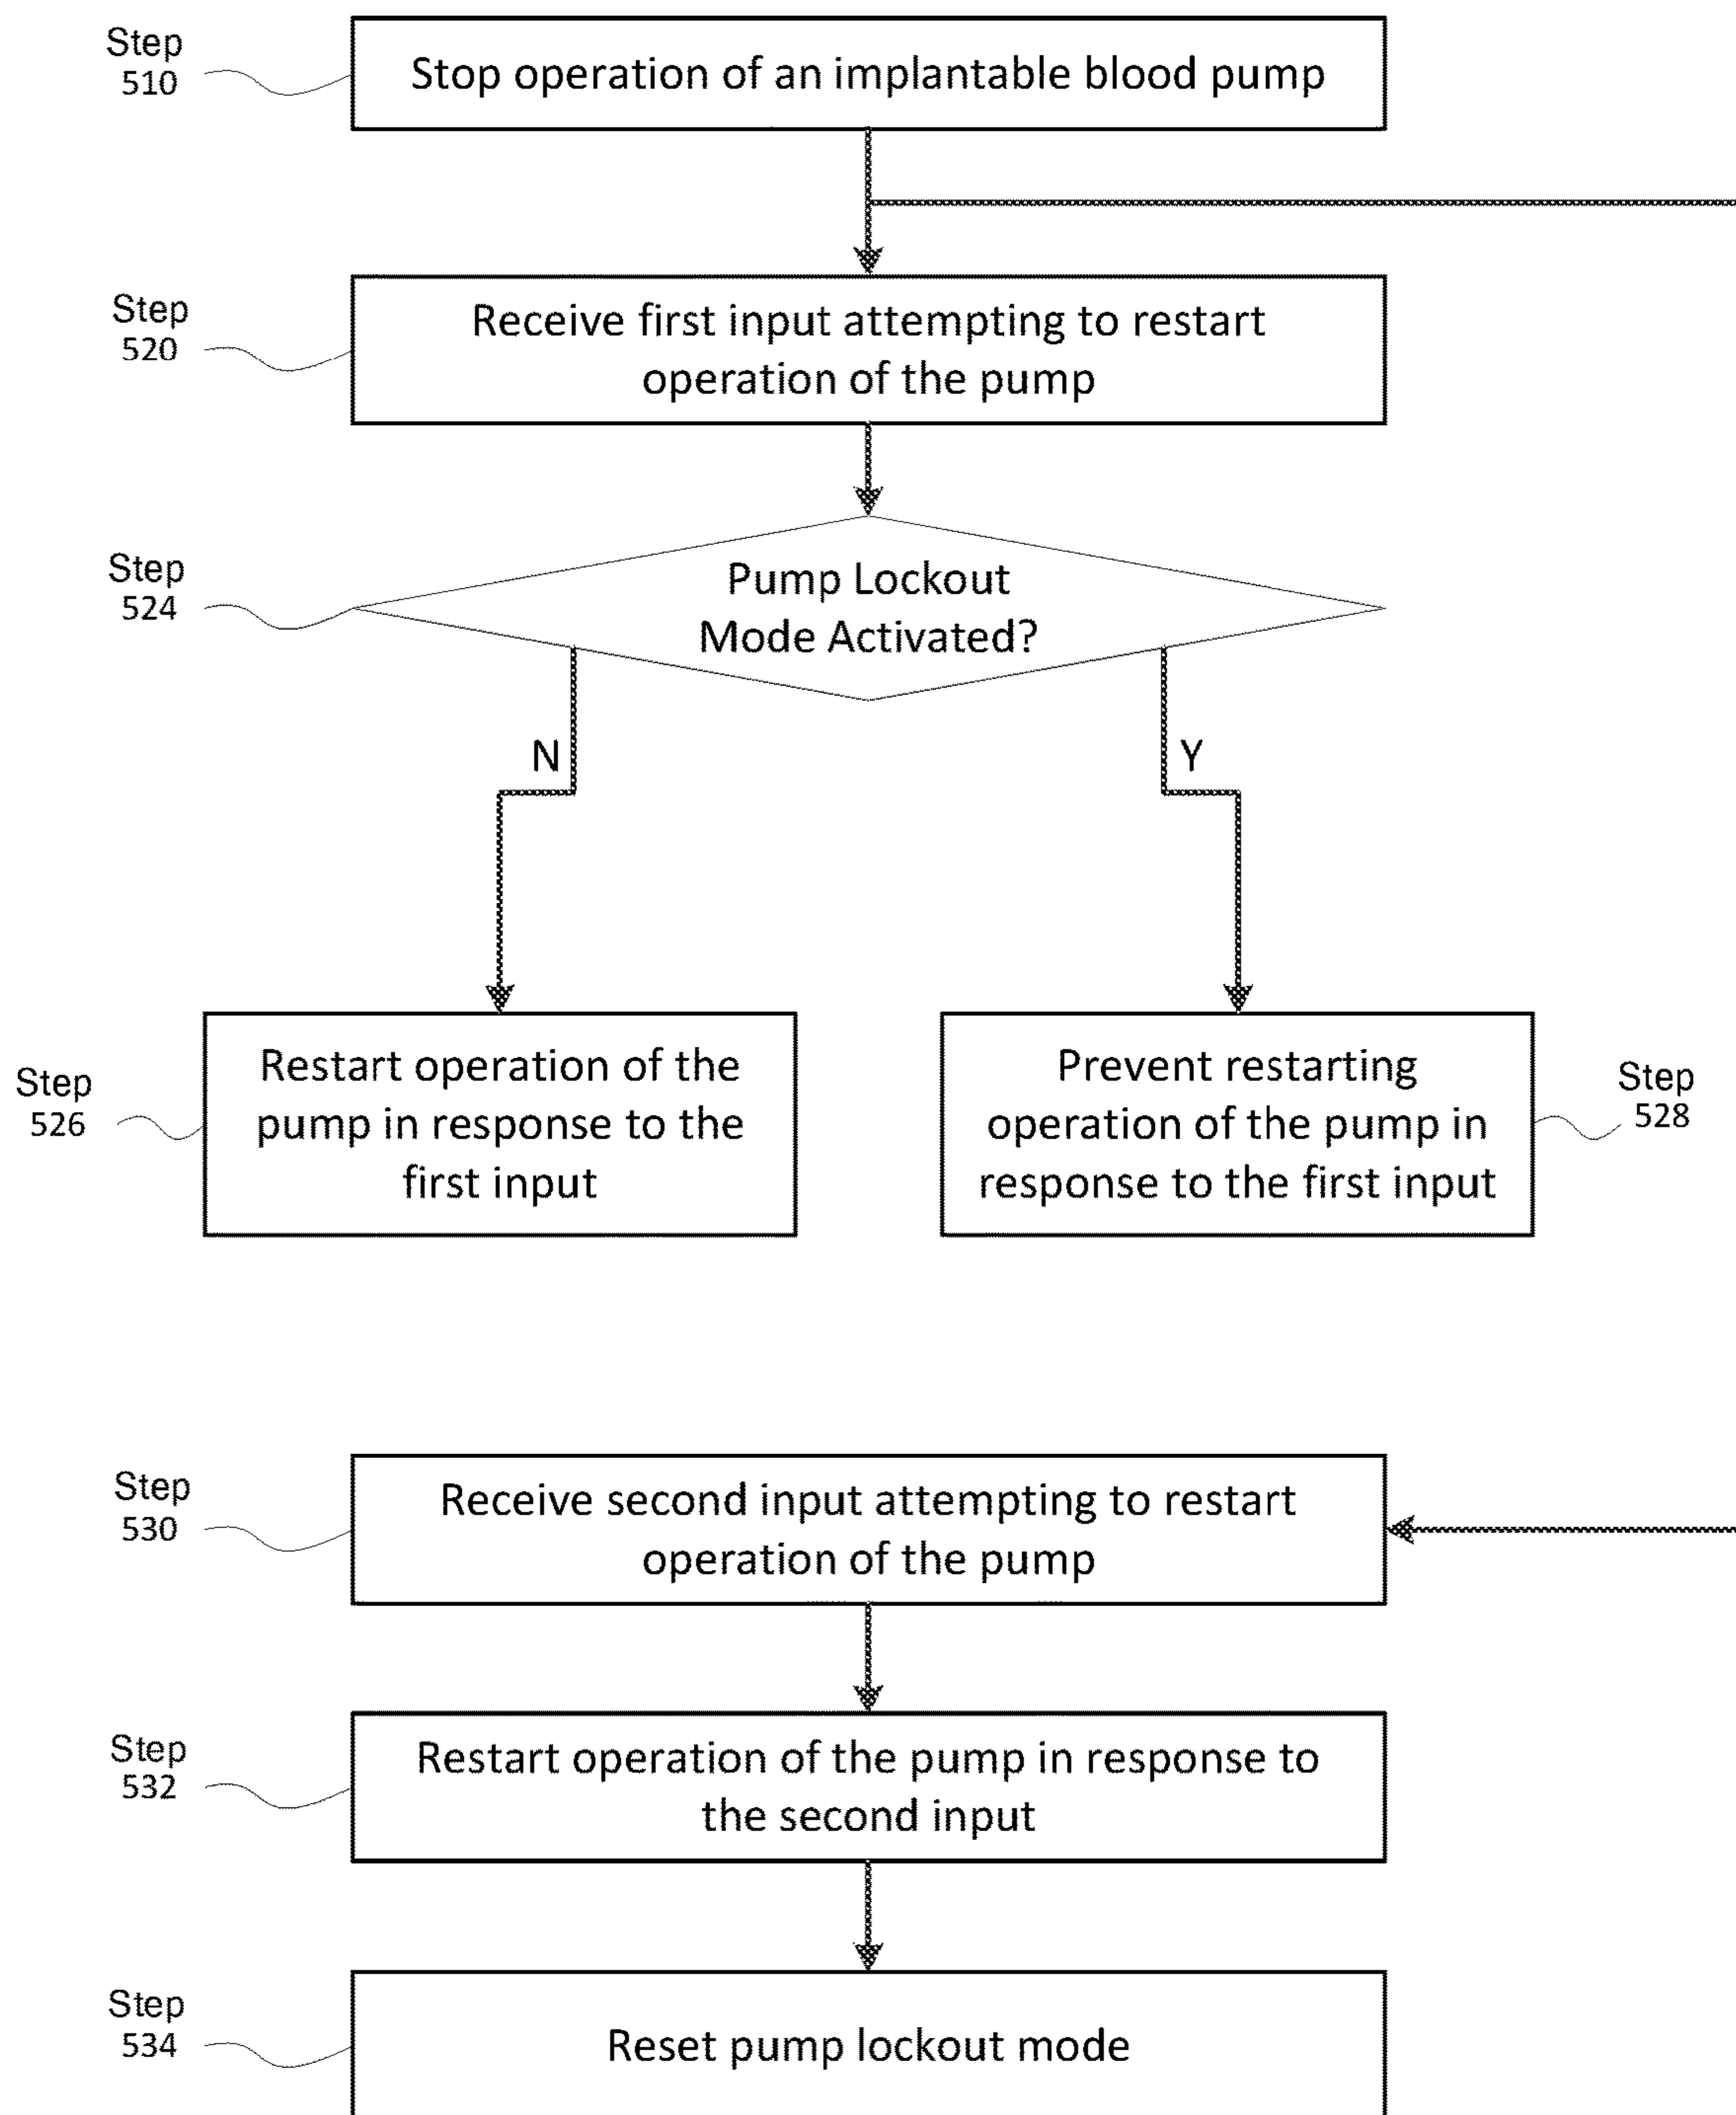 Step
510
Stop operation of an implantable blood pump
Step
520
Receive first input attempting to restart
operation of the pump
Step
524
Pump Lockout
Mode Activated?
N
Y
Step
526
Restart operation of the
pump in response to the
first input
Prevent restarting
operation of the pump in
response to the first input
Step
528
Step
530
Receive second input attempting to restart
operation of the pump
Step
532
Restart operation of the pump in response to
the second input
Step
534
Reset pump lockout mode